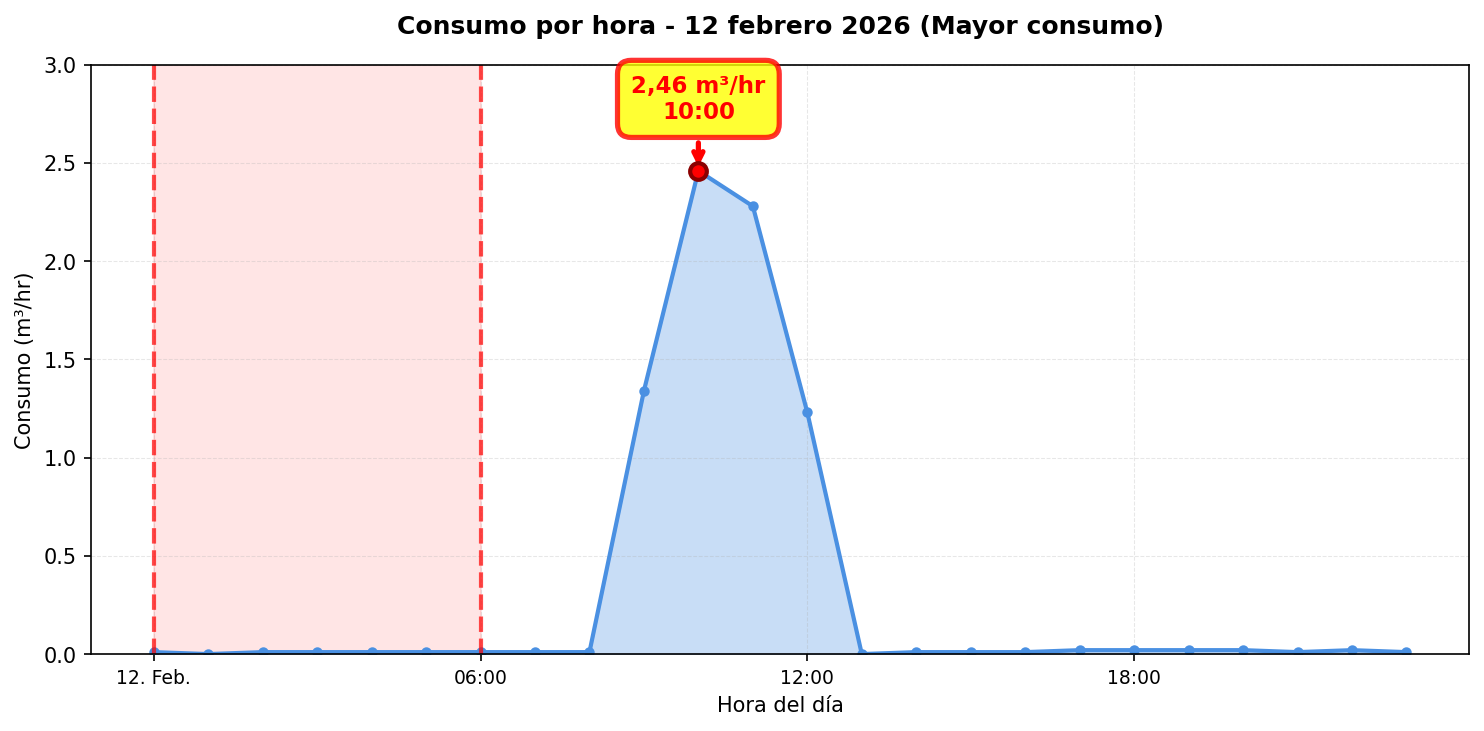 Consumo por hora - 12 febrero 2026 (Mayor consumo)
2,46 m³/hr
10:00
Consumo (m³/hr)
3.0
2.5
2.0
1.5
1.0
0.5
0.0
12. Feb.
06:00
12:00
18:00
Hora del día